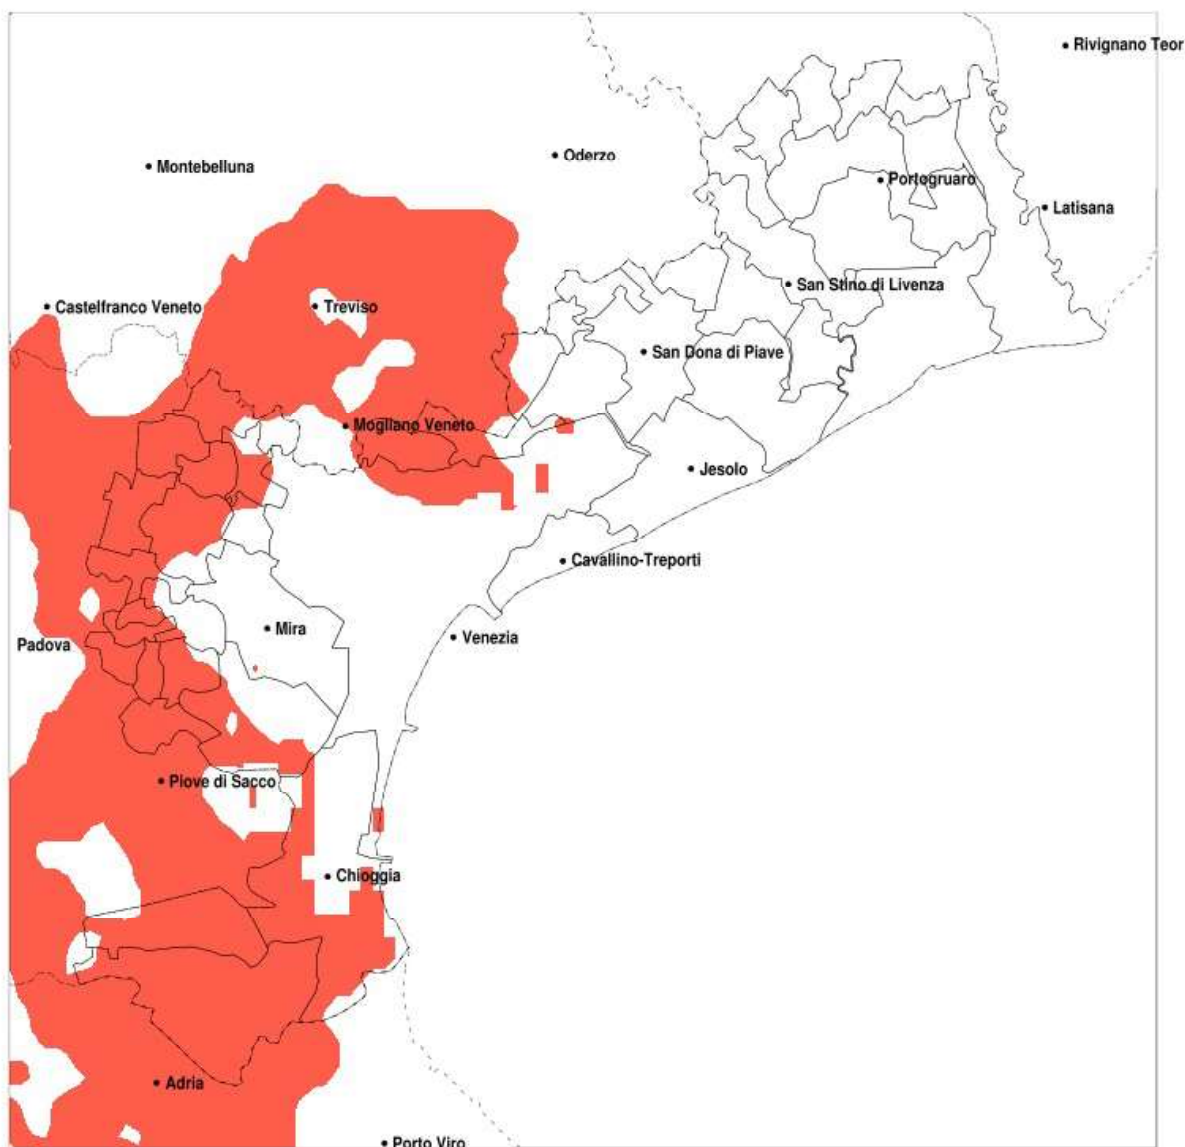 Rivignano Teor
Oderzo
Montebelluna
Portogruaro
Latisana
San Stino di Livenza
Castelfranco Veneto
Treviso
San Dona di Piave
Mogliano Veneto
Jesolo
Cavallino-Treporti
Mira
Venezia
Padova
Piove di Sacco
Chioggia
Adria
Porto Viro